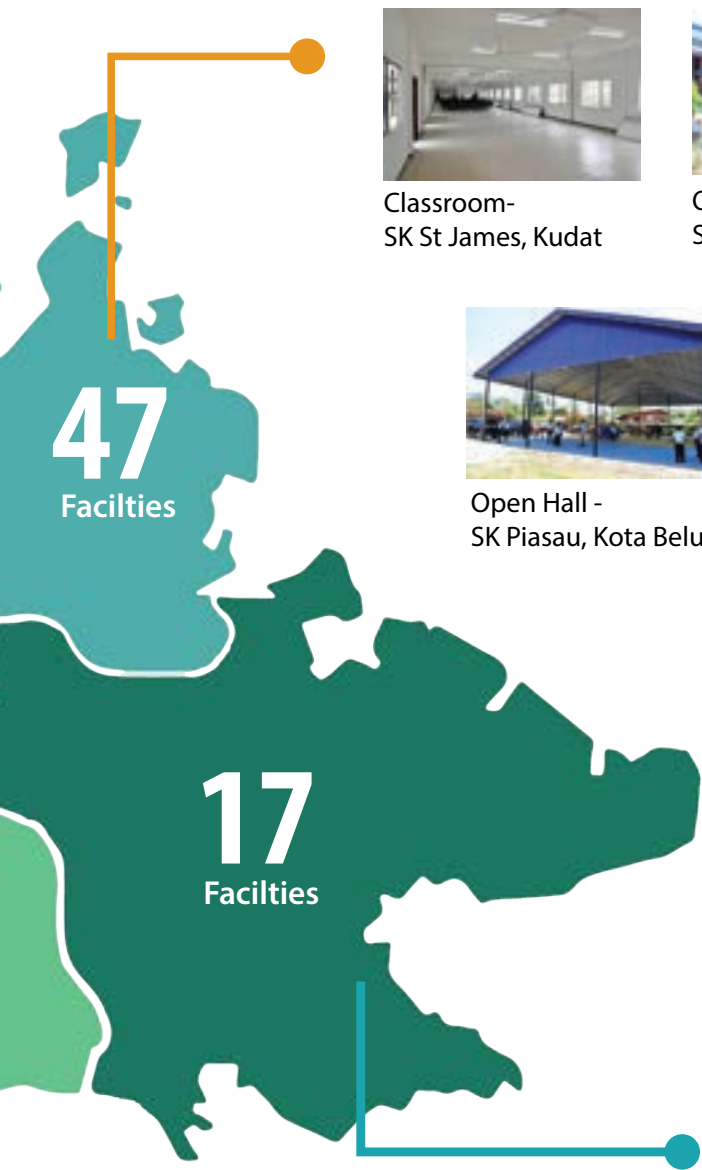 Classroom-
SK St James, Kudat
47
Facilties
Open Hall -
SK Piasau, Kota Belu
17
Facilties